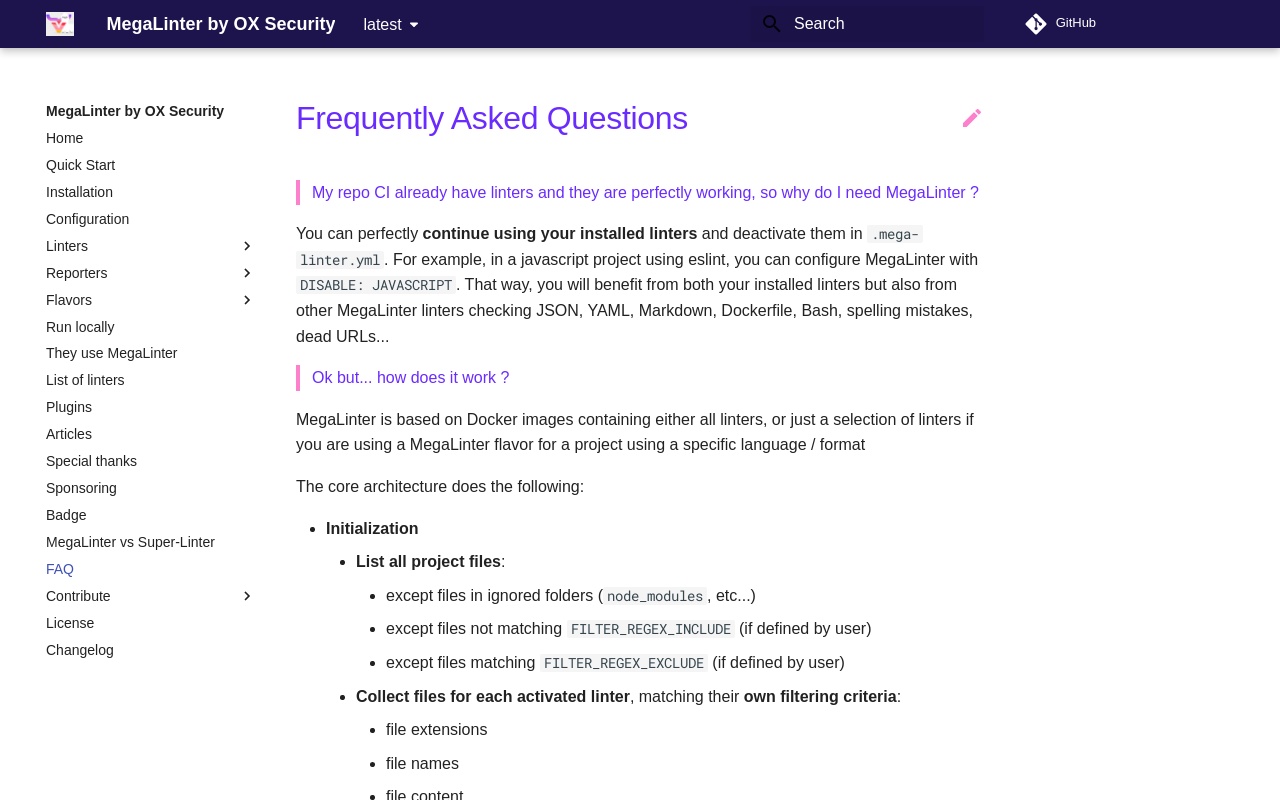 MegaLinter by OX Security
latest
Search
GitHub
MegaLinter by OX Security
Home
Quick Start
Installation
Configuration
Linters
Reporters
Flavors
Run locally
They use MegaLinter
List of linters
Plugins
Articles
Special thanks
Sponsoring
Badge
MegaLinter vs Super-Linter
FAQ
Contribute
License
Changelog
Frequently Asked Questions
My repo CI already have linters and they are perfectly working, so why do I need MegaLinter ?
You can perfectly continue using your installed linters and deactivate them in .mega-
linter.yml. For example, in a javascript project using eslint, you can configure MegaLinter with
DISABLE: JAVASCRIPT. That way, you will benefit from both your installed linters but also from
other MegaLinter linters checking JSON, YAML, Markdown, Dockerfile, Bash, spelling mistakes,
dead URLs...
Ok but... how does it work ?
MegaLinter is based on Docker images containing either all linters, or just a selection of linters if
you are using a MegaLinter flavor for a project using a specific language / format
The core architecture does the following:
• Initialization
• List all project files:
• except files in ignored folders (node_modules, etc...)
• except files not matching FILTER_REGEX_INCLUDE (if defined by user)
• except files matching FILTER_REGEX_EXCLUDE (if defined by user)
• Collect files for each activated linter, matching their own filtering criteria:
• file extensions
• file names
• file content